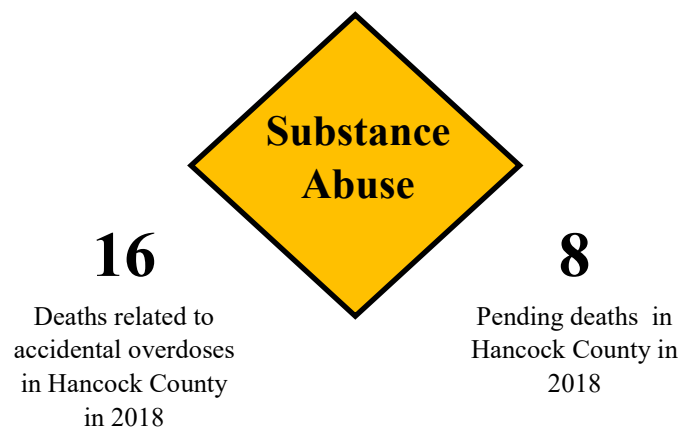 Substance
Abuse
16
Deaths related to
accidental overdoses
in Hancock County
in 2018
8
Pending deaths  in
Hancock County in
2018